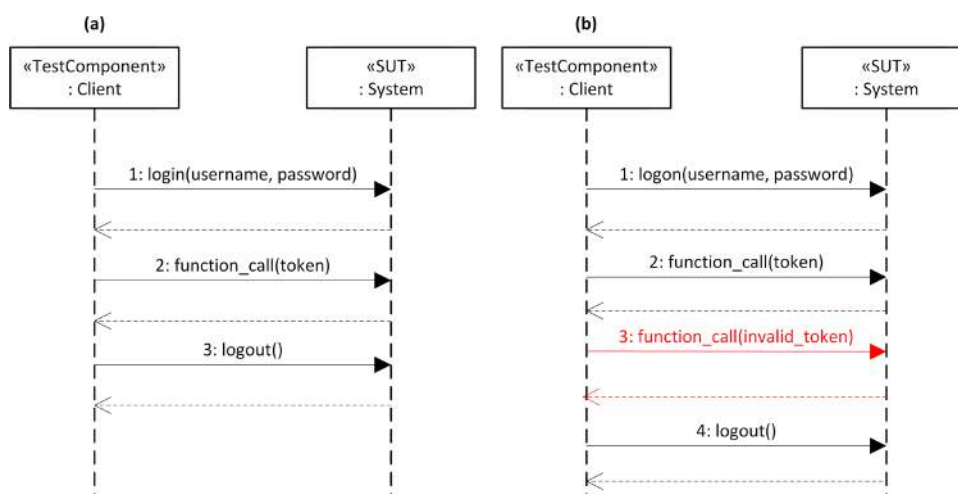 (a)
«TestComponent»
: Client
«SUT»
: System
1: login(username, password)
2: function_call(token)
3: logout()
(b)
«TestComponent»
: Client
«SUT»
: System
1: logon(username, password)
2: function_call(token)
3: function_call(invalid_token)
4: logout()